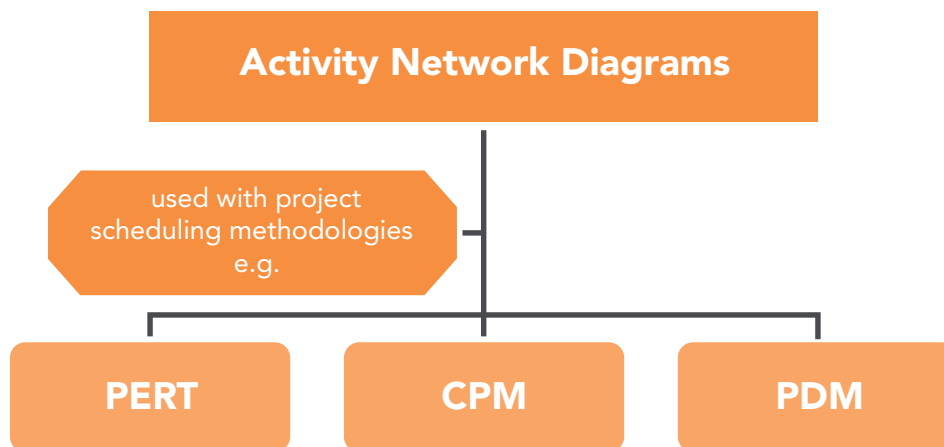 Activity Network Diagrams
used with project
scheduling methodologies
e.g.
PERT
CPM
PDM